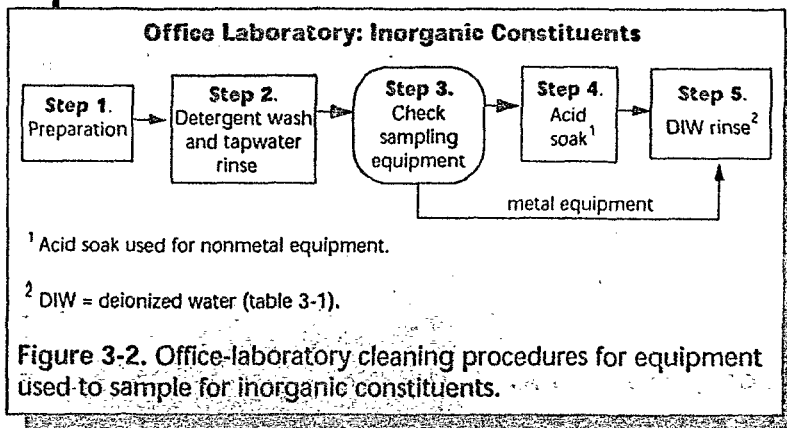 Office Laboratory: Inorganic Constituents
Step 1.
Preparation
Step 2.
Detergent wash
and tapwater
rinse
Step 3.
Check
sampling
equipment
Step 4.
Acid
soak¹
Step 5.
DIW rinse²
metal equipment
¹ Acid soak used for nonmetal equipment.
² DIW = deionized water (table 3-1).
Figure 3-2. Office-laboratory cleaning procedures for equipment
used to sample for inorganic constituents.